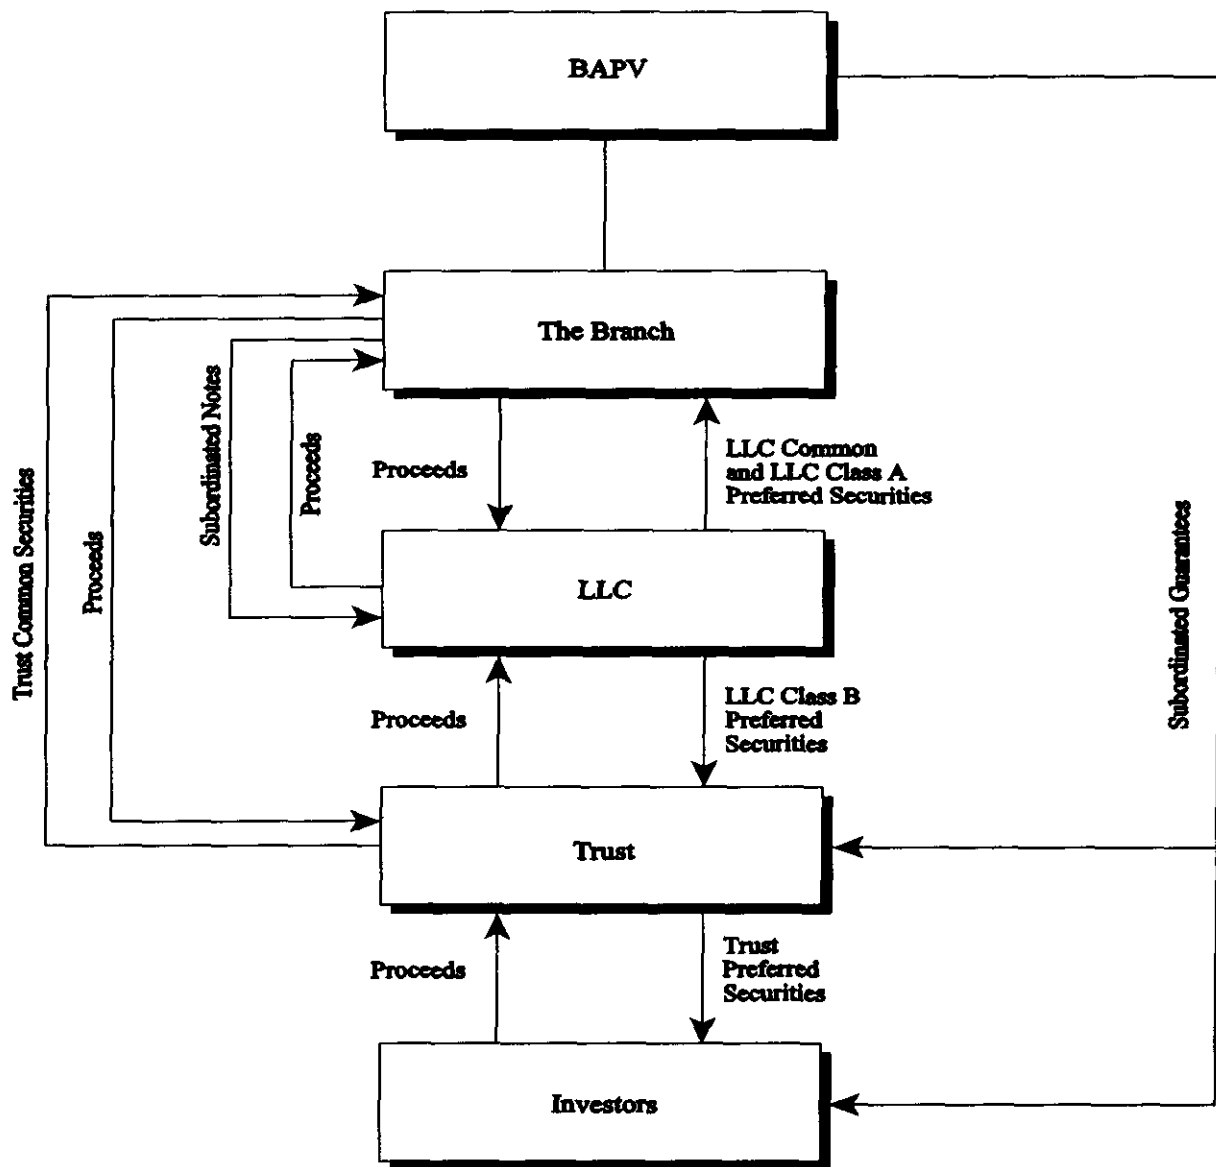 BAPV
The Branch
Trust Common Securities
Proceeds
Subordinated Notes
Proceeds
Proceeds
LLC Common
and LLC Class A
Preferred Securities
Subordinated Guarantees
LLC
Proceeds
LLC Class B
Preferred
Securities
Trust
Proceeds
Trust
Preferred
Securities
Investors